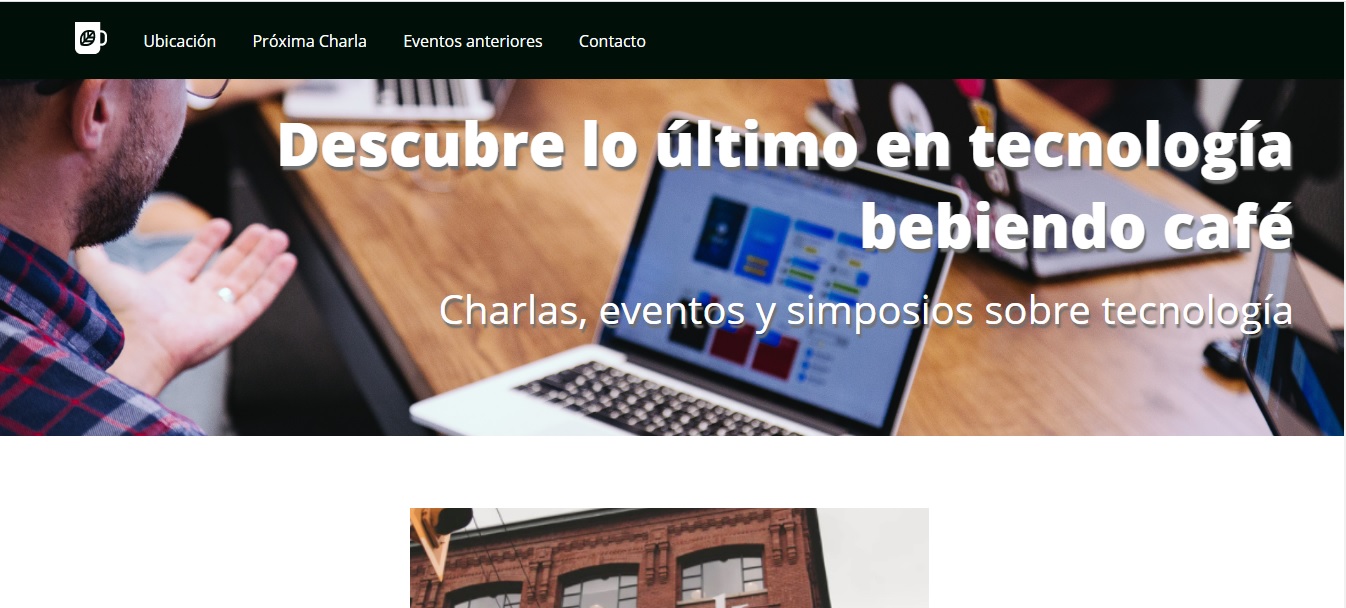 Ubicación Próxima Charla Eventos anteriores Contacto
Descubre lo último en tecnología
bebiendo café
Charlas, eventos y simposios sobre tecnología